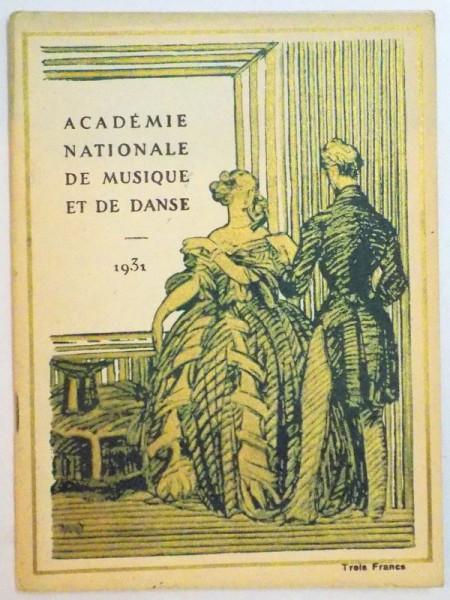 ACADÉMIE
NATIONALE
DE MUSIQUE
ET DE DANSE
1931
Trois Francs